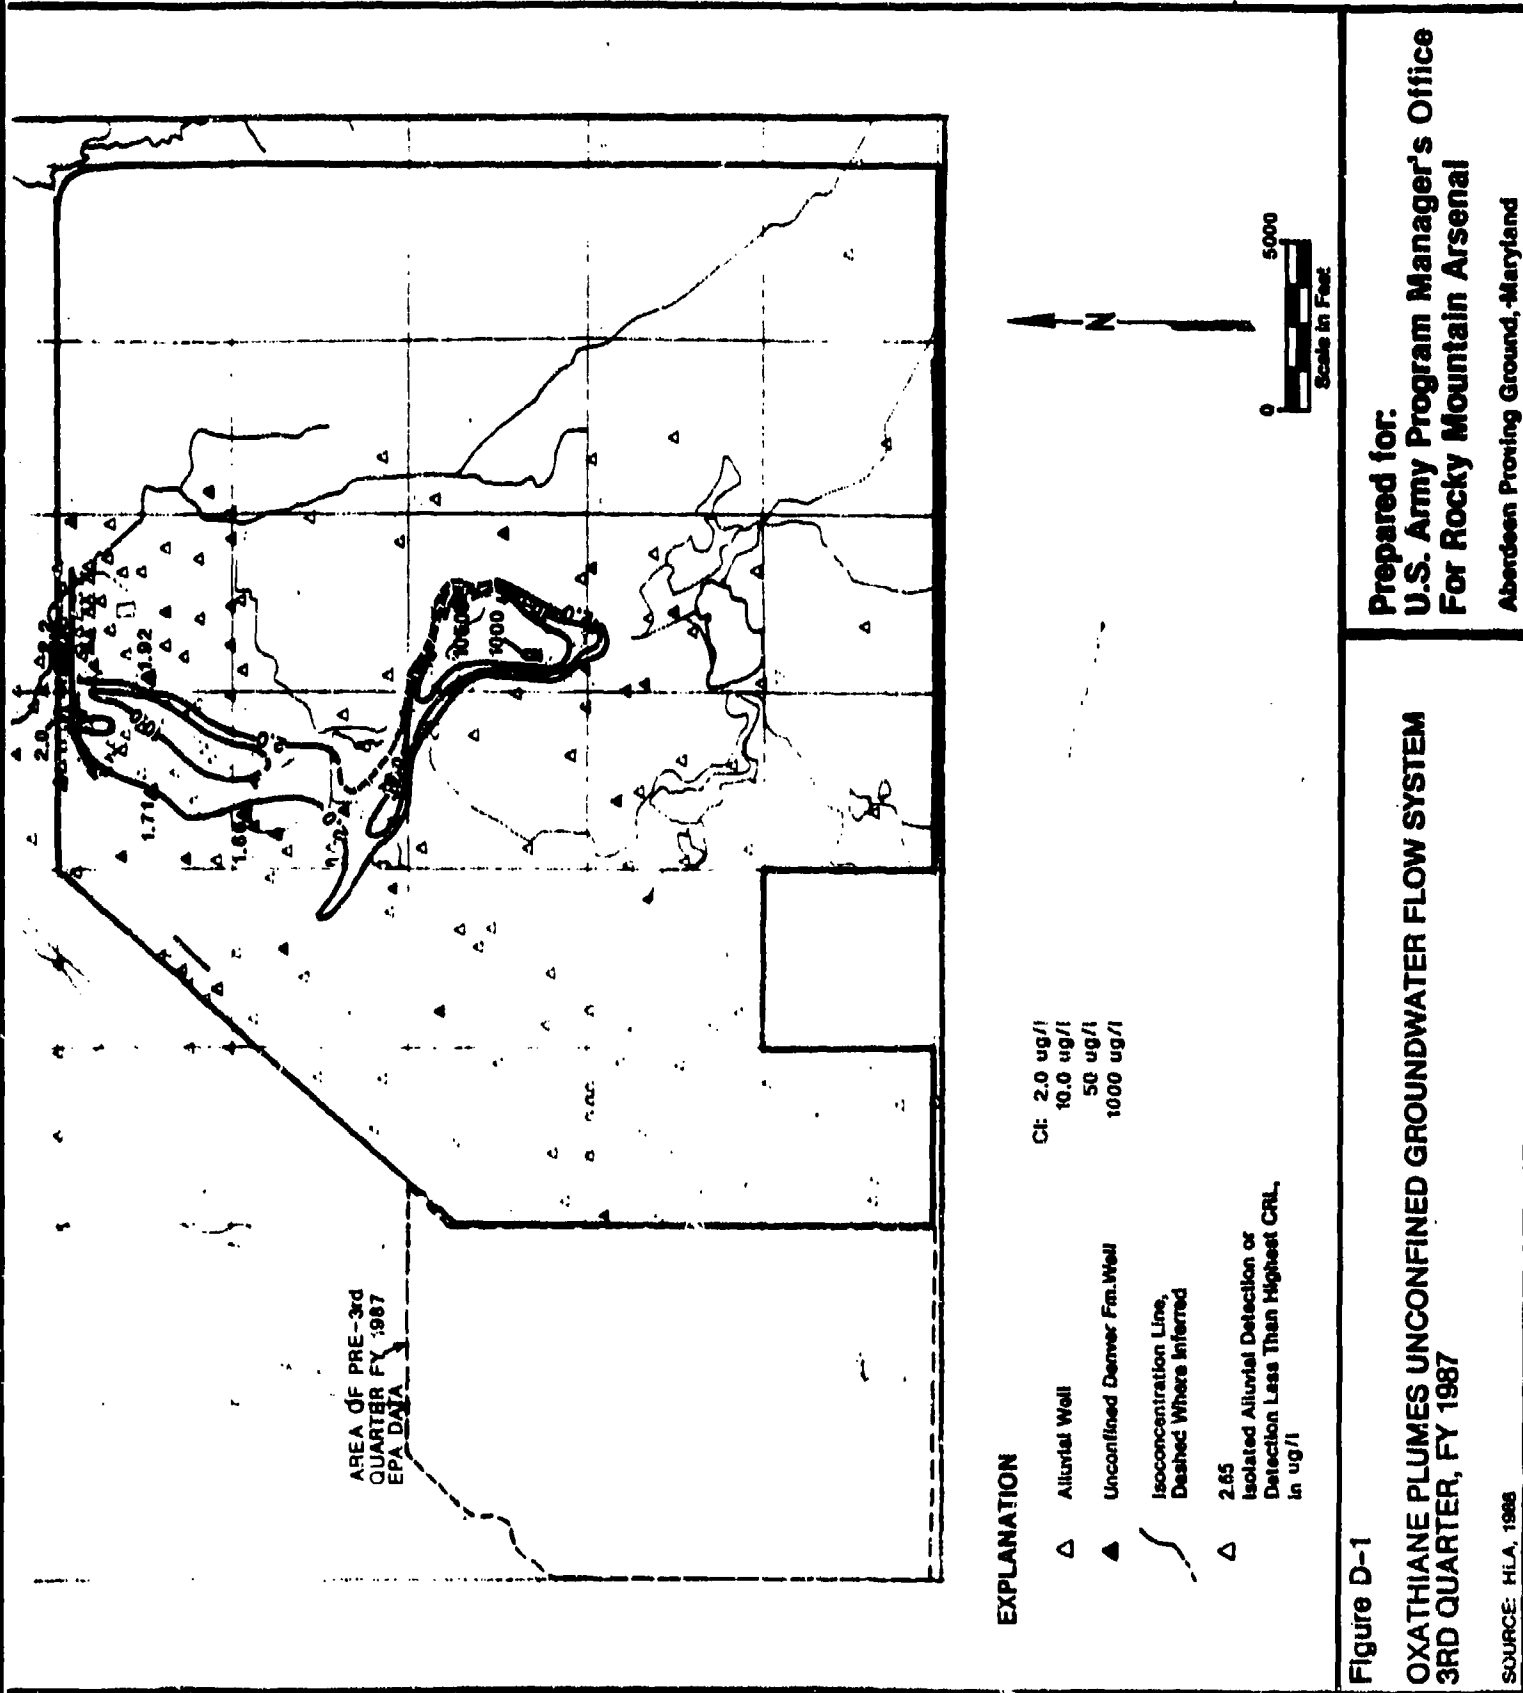 AREA OF PRE-3rd
QUARTER FY 1987
EPA DATA
2.0
1.92
1.71
1000
EXPLANATION
Alluvial Well
Unconfined Denver Fm.Well
Isoconcentration Line,
Dashed Where Inferred
2.65
Isolated Alluvial Detection or
Detection Less Than Highest CRL,
in ug/l
CI: 2.0 ug/l
10.0 ug/l
50 ug/l
1000 ug/l
N
0 5000
Scale in Feet
Figure D-1
OXATHIANE PLUMES UNCONFINED GROUNDWATER FLOW SYSTEM
3RD QUARTER, FY 1987
SOURCE: HLA, 1988
Prepared for:
U.S. Army Program Manager's Office
For Rocky Mountain Arsenal
Aberdeen Proving Ground, Maryland